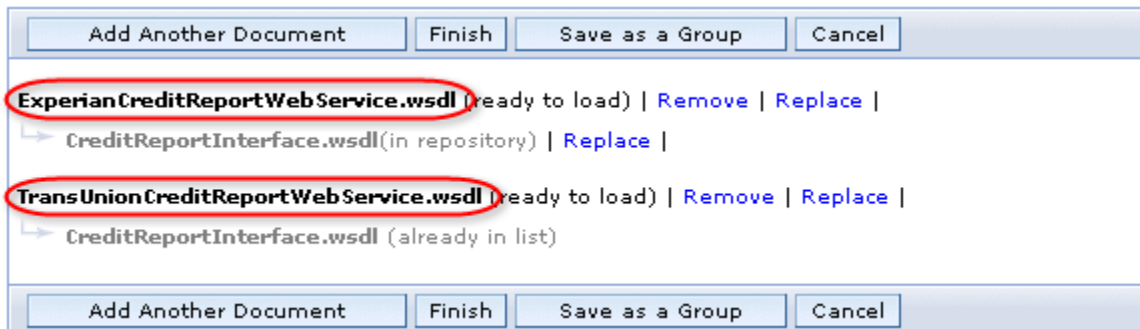 Add Another Document Finish Save as a Group Cancel
ExperianCreditReportWebService.wsdl (ready to load) | Remove | Replace |
CreditReportInterface.wsdl(in repository) | Replace |
TransUnionCreditReportWebService.wsdl (ready to load) | Remove | Replace |
CreditReportInterface.wsdl (already in list)
Add Another Document Finish Save as a Group Cancel